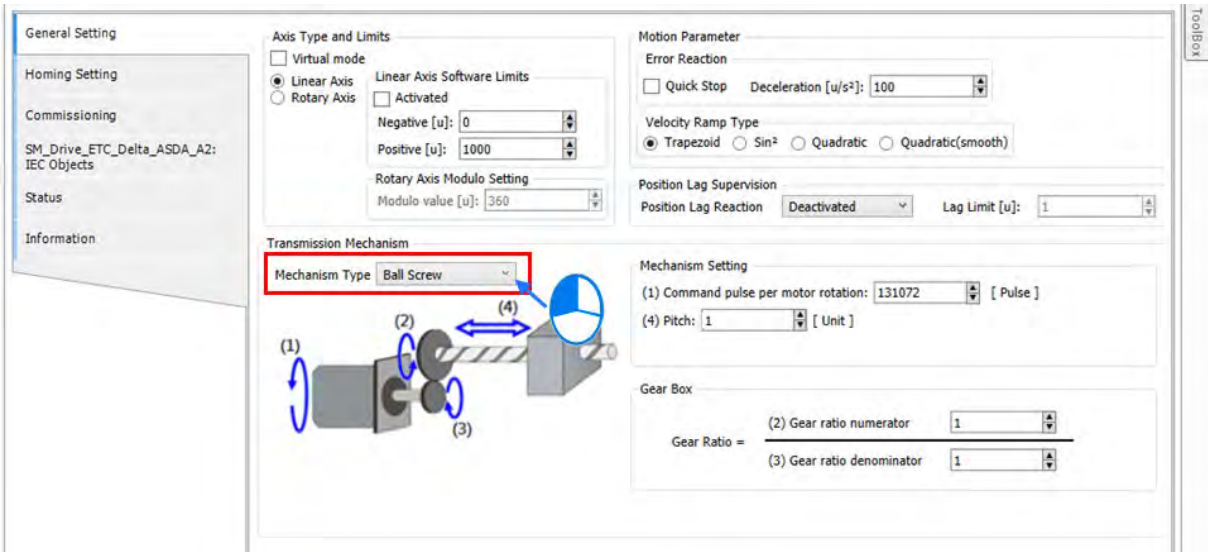 General Setting
Homing Setting
Commissioning
SM_Drive_ETC_Delta_ASDA_A2:
IEC Objects
Status
Information
Axis Type and Limits
Virtual mode
Linear Axis
Rotary Axis
Linear Axis Software Limits
Activated
Negative [u]: 0
Positive [u]: 1000
Rotary Axis Modulo Setting
Modulo value [u]: 360
Motion Parameter
Error Reaction
Quick Stop Deceleration [u/s²]: 100
Velocity Ramp Type
Trapezoid Sin² Quadratic Quadratic(smooth)
Position Lag Supervision
Position Lag Reaction Deactivated Lag Limit [u]: 1
Transmission Mechanism
Mechanism Type Ball Screw
(1)
(2)
(4)
(3)
Mechanism Setting
(1) Command pulse per motor rotation: 131072 [ Pulse ]
(4) Pitch: 1 [ Unit ]
Gear Box
Gear Ratio =
(2) Gear ratio numerator 1
(3) Gear ratio denominator 1
ToolBox